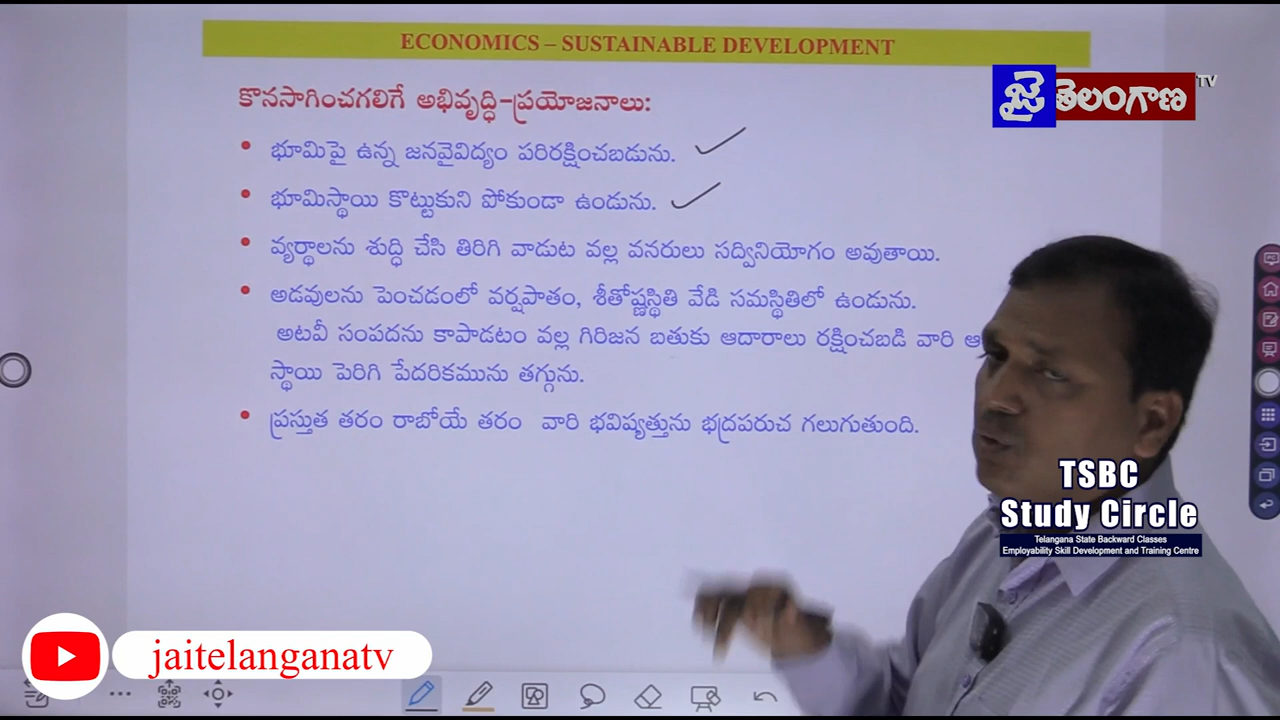 ECONOMICS – SUSTAINABLE DEVELOPMENT
జై తెలంగాణ TV
కొనసాగించగలిగే అభివృద్ధి-ప్రయోజనాలు:
• భూమిపై ఉన్న జనవైవిద్యం పరిరక్షించబడును.
• భూమిస్థాయి కొట్టుకుని పోకుండా ఉండును.
• వ్యర్థాలను శుద్ధి చేసి తిరిగి వాడుట వల్ల వనరులు సద్వినియోగం అవుతాయి.
• అడవులను పెంచడంలో వర్షపాతం, శీతోష్ణస్థితి వేడి సమస్థితిలో ఉండును.
అటవీ సంపదను కాపాడటం వల్ల గిరిజన బతుకు ఆదారాలు రక్షించబడి వారి
స్థాయి పెరిగి పేదరికమును తగ్గును.
• ప్రస్తుత తరం రాబోయే తరం వారి భవిష్యత్తును భద్రపరుచ గలుగుతుంది.
TSBC
Study Circle
Telangana State Backward Classes
Employability Skill Development and Training Centre
jaitelanganatv